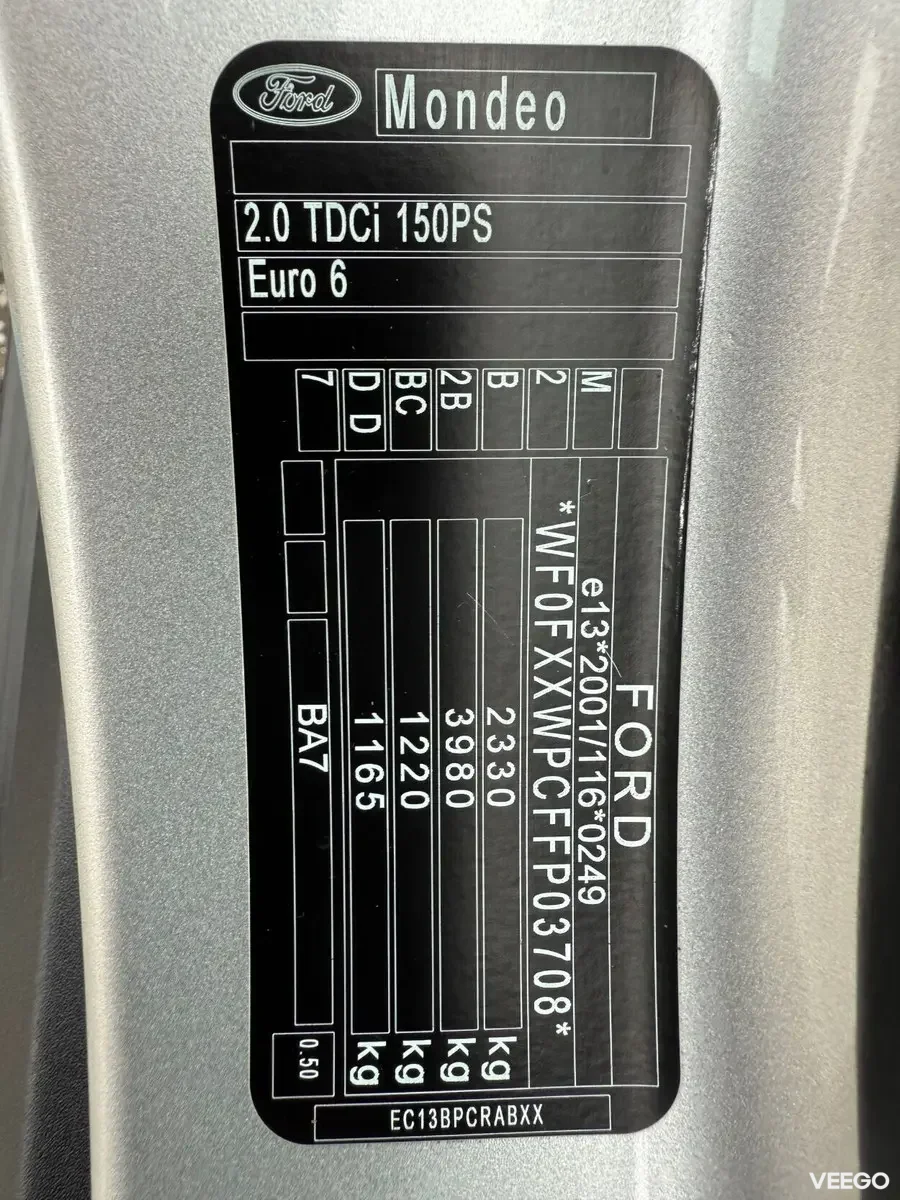 Ford
Mondeo
2.0 TDCi 150PS
Euro 6
M
2
B
2B
BC
D D
7
FORD
e13*2001/116*0249
*WF0FXXWPCFFP03708*
2330 kg
3980 kg
1220 kg
1165 kg
BA7
0.50
EC13BPCRABXX
VEEGO